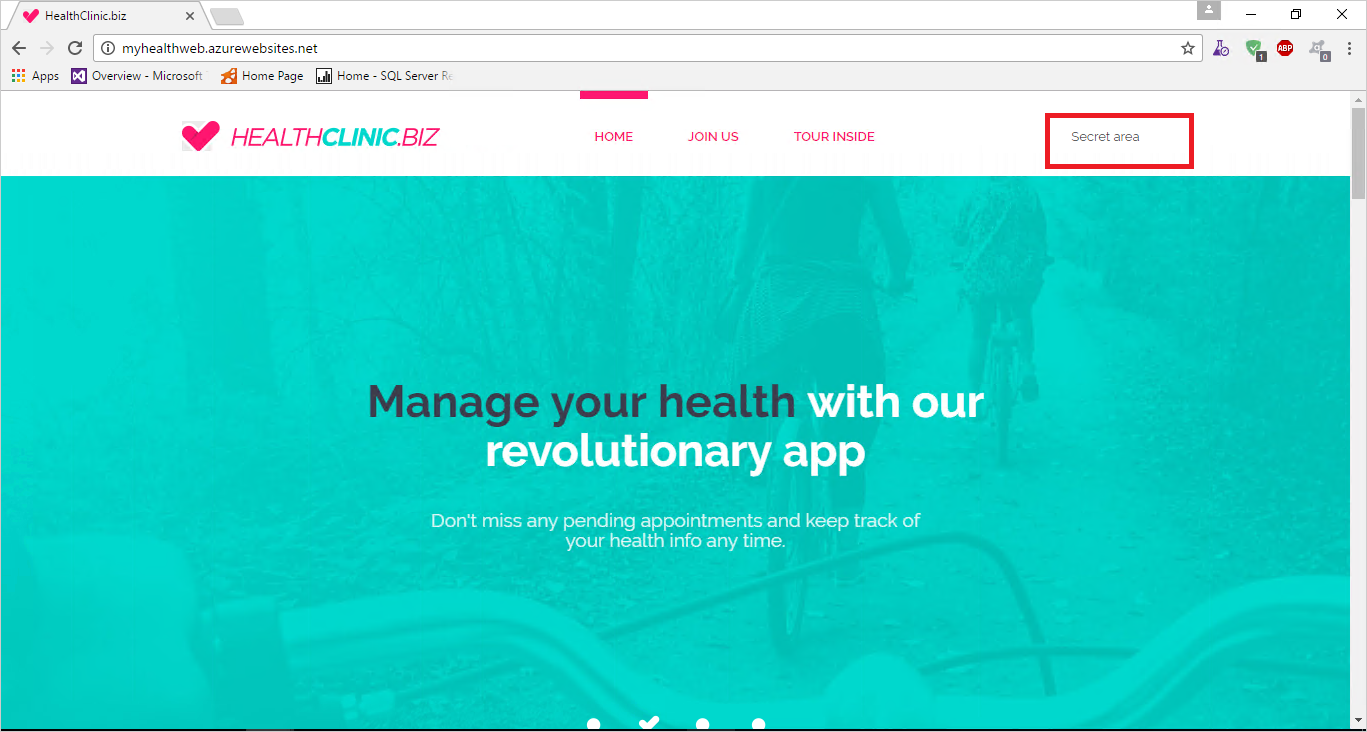 HealthClinic.biz
myhealthweb.azurewebsites.net
ABP
1
0
Apps
Overview - Microsoft
Home Page
Home - SQL Server Re
HEALTHCLINIC.BIZ
HOME
JOIN US
TOUR INSIDE
Secret area
Manage your health with our
revolutionary app
Don't miss any pending appointments and keep track of
your health info any time.